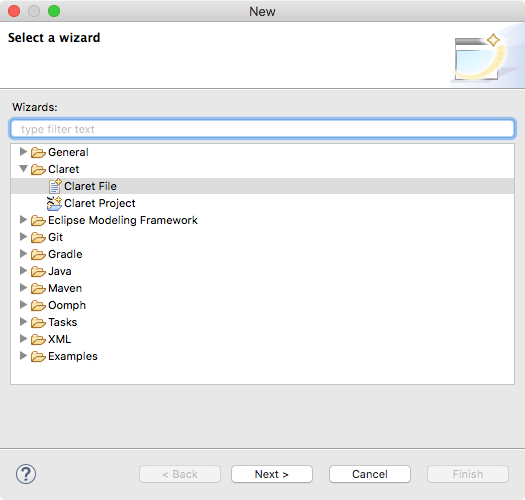 New
Select a wizard
Wizards:
type filter text
General
Claret
Claret File
Claret Project
Eclipse Modeling Framework
Git
Gradle
Java
Maven
Oomph
Tasks
XML
Examples
? < Back Next > Cancel Finish